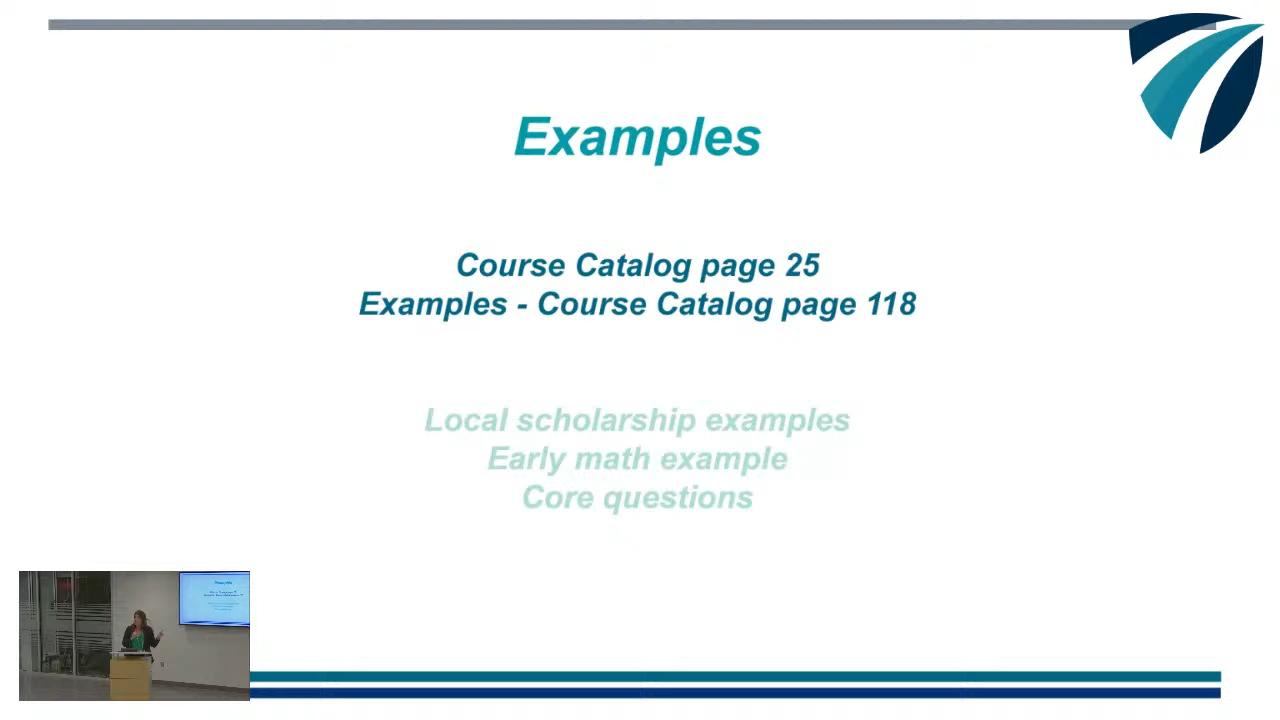 Examples
Course Catalog page 25
Examples - Course Catalog page 118
Local scholarship examples
Early math example
Core questions